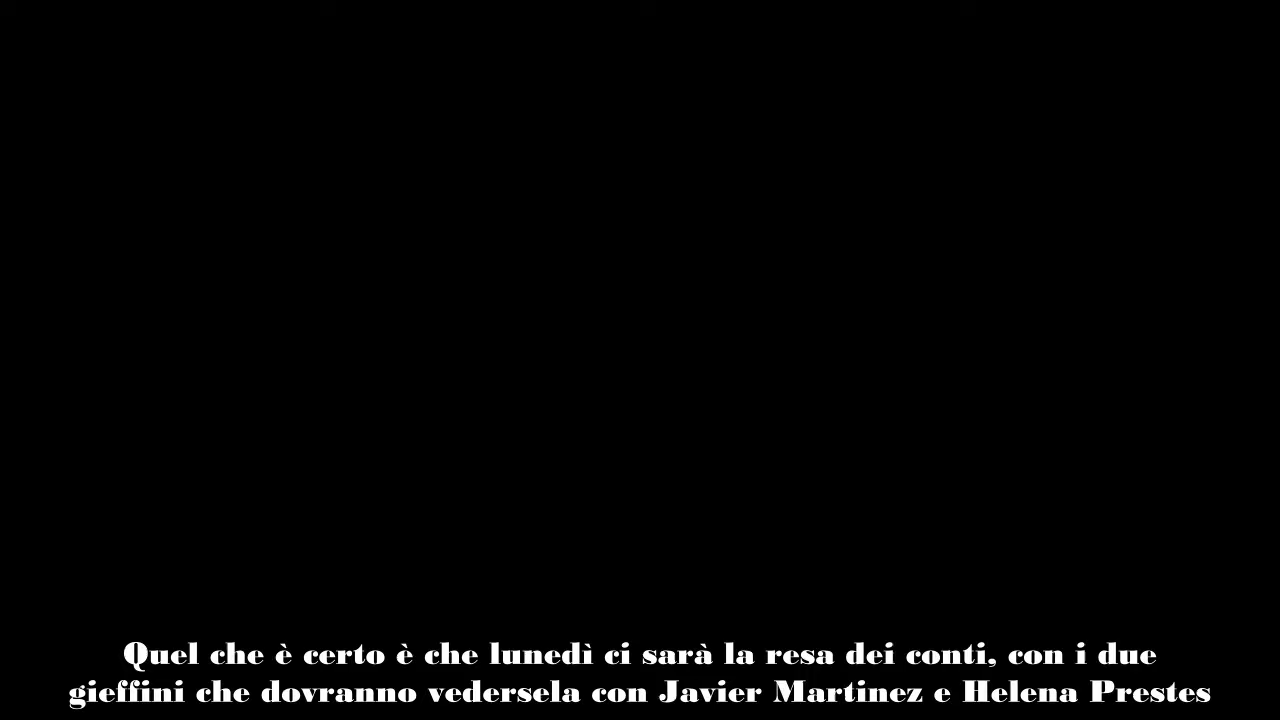 Quel che è certo è che lunedì ci sarà la resa dei conti, con i due
gieffini che dovranno vedersela con Javier Martinez e Helena Prestes